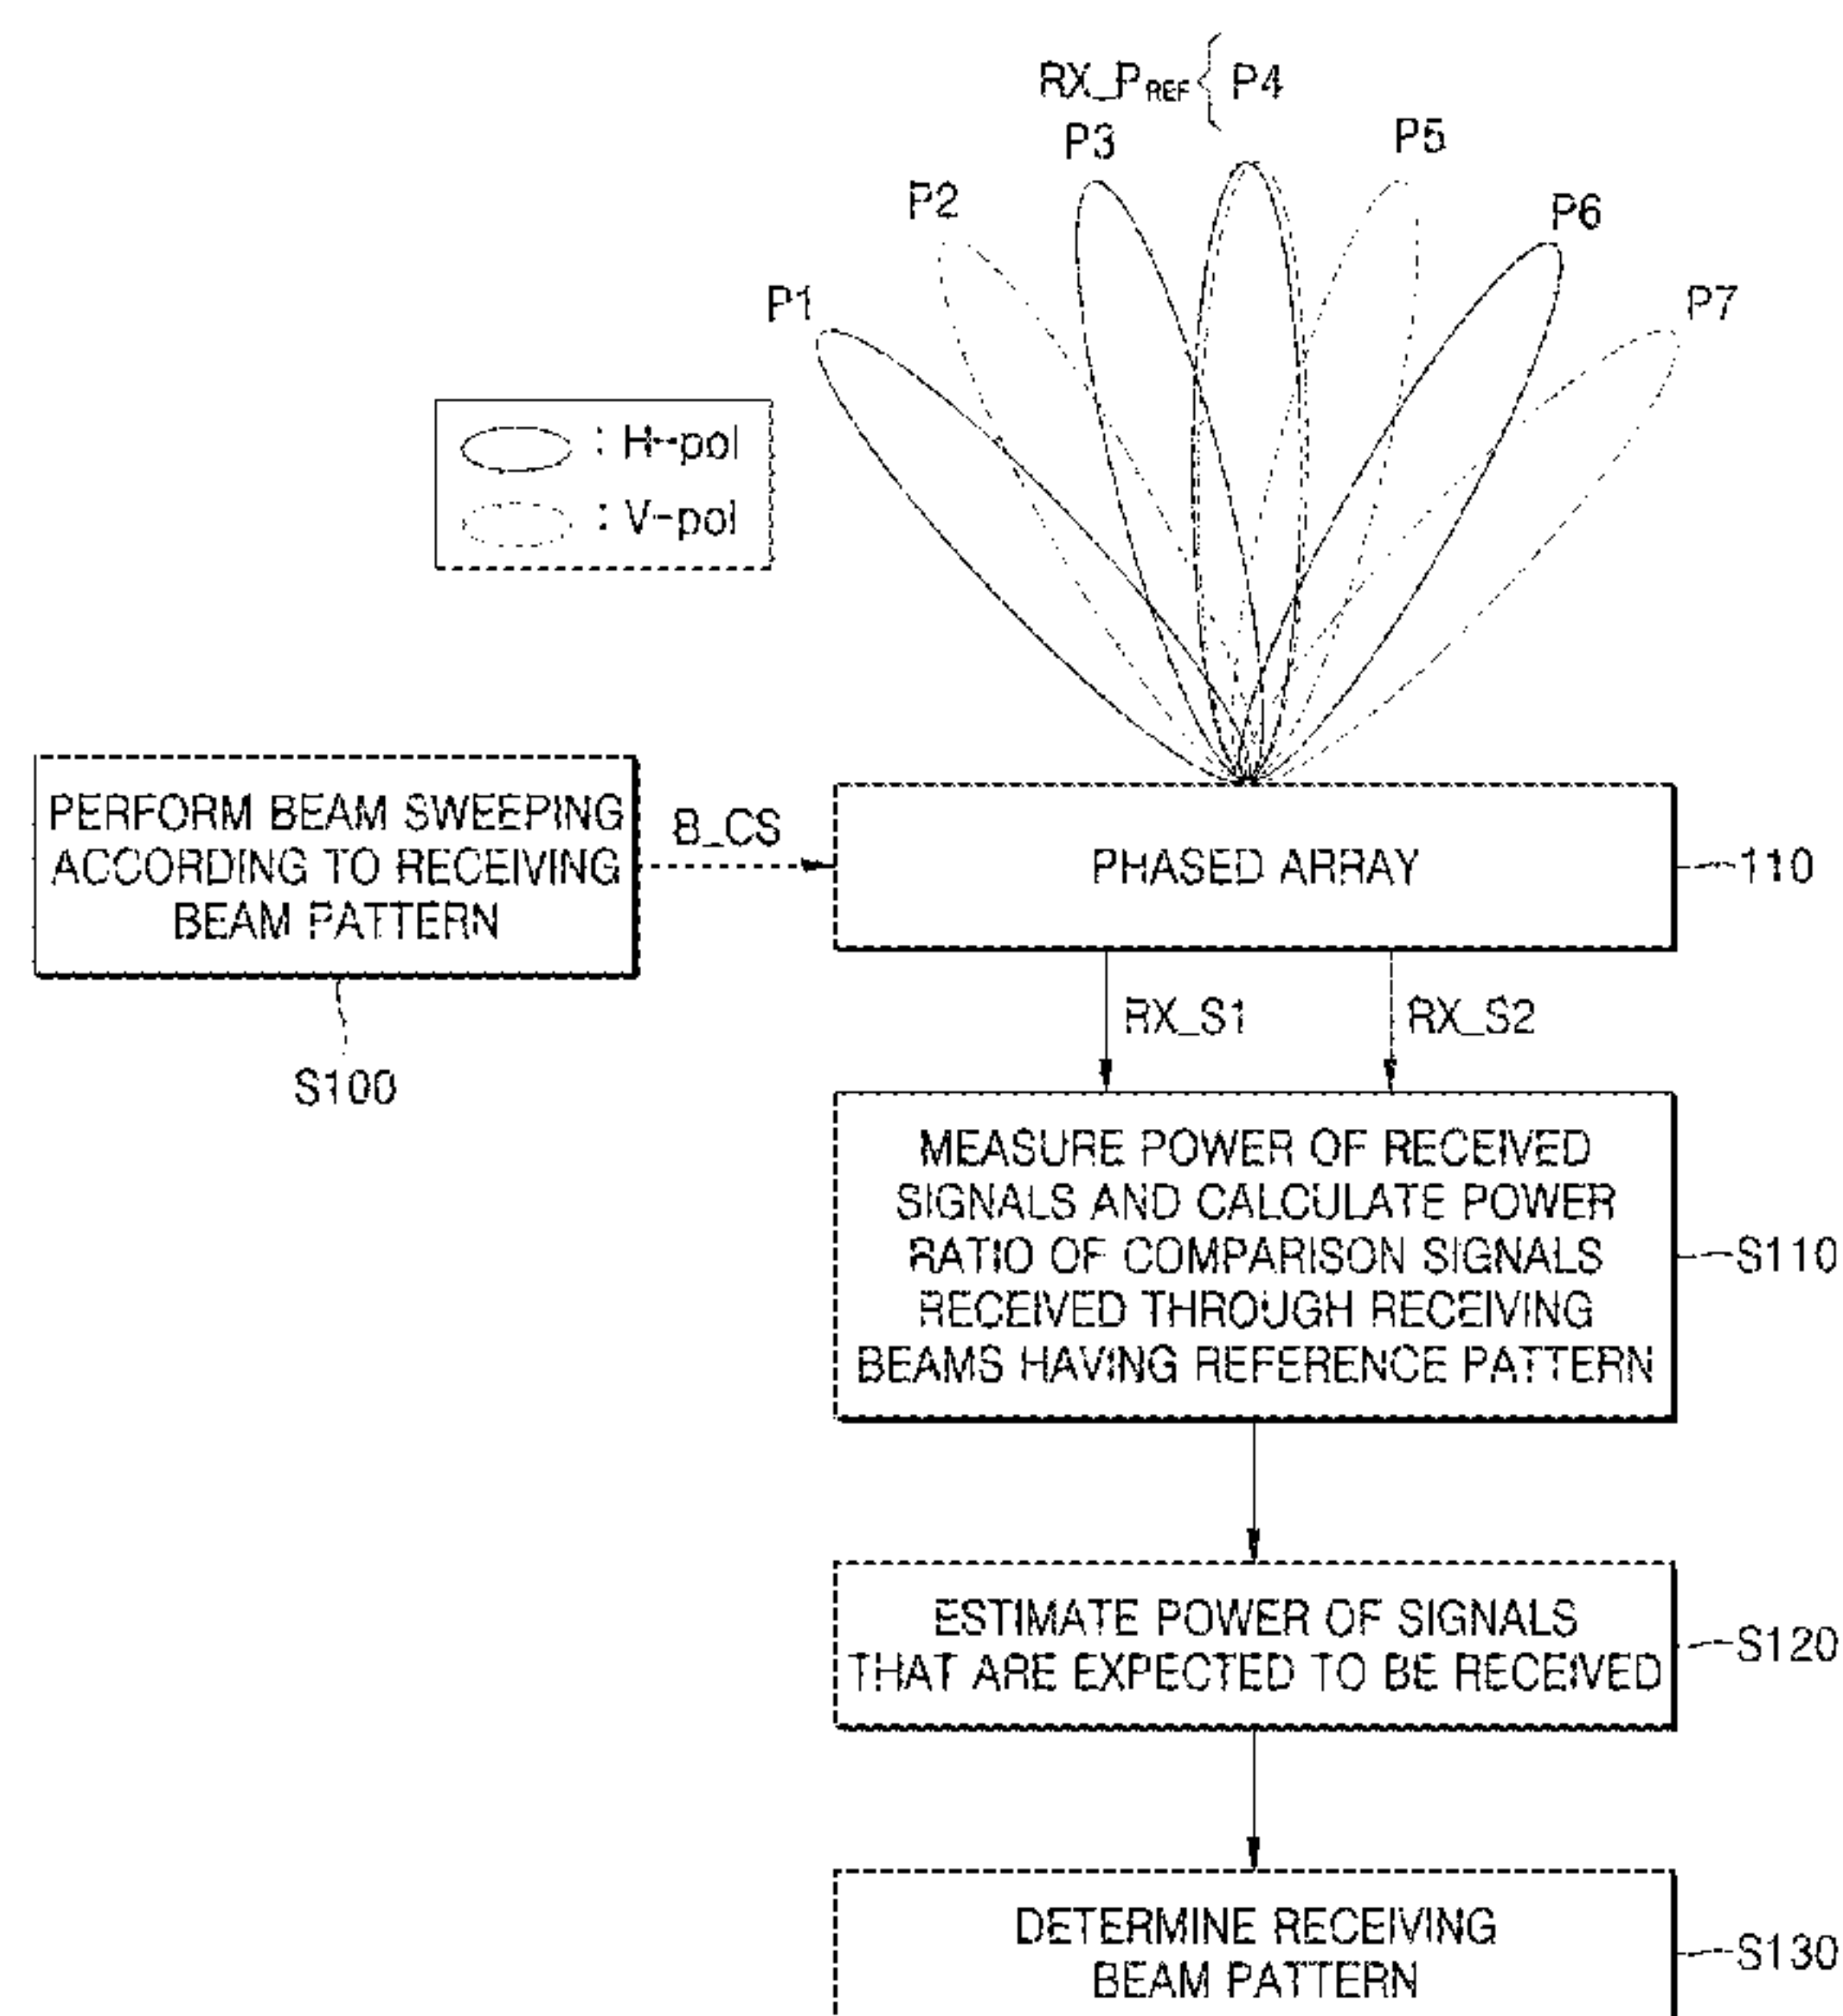 RX_PREF { P4
P3
P5
P2
P6
P1
P7
: H-pol
: V-pol
PERFORM BEAM SWEEPING
ACCORDING TO RECEIVING
BEAM PATTERN
B_CS
PHASED ARRAY
110
S100
RX_S1
RX_S2
MEASURE POWER OF RECEIVED
SIGNALS AND CALCULATE POWER
RATIO OF COMPARISON SIGNALS
RECEIVED THROUGH RECEIVING
BEAMS HAVING REFERENCE PATTERN
S110
ESTIMATE POWER OF SIGNALS
THAT ARE EXPECTED TO BE RECEIVED
S120
DETERMINE RECEIVING
BEAM PATTERN
S130